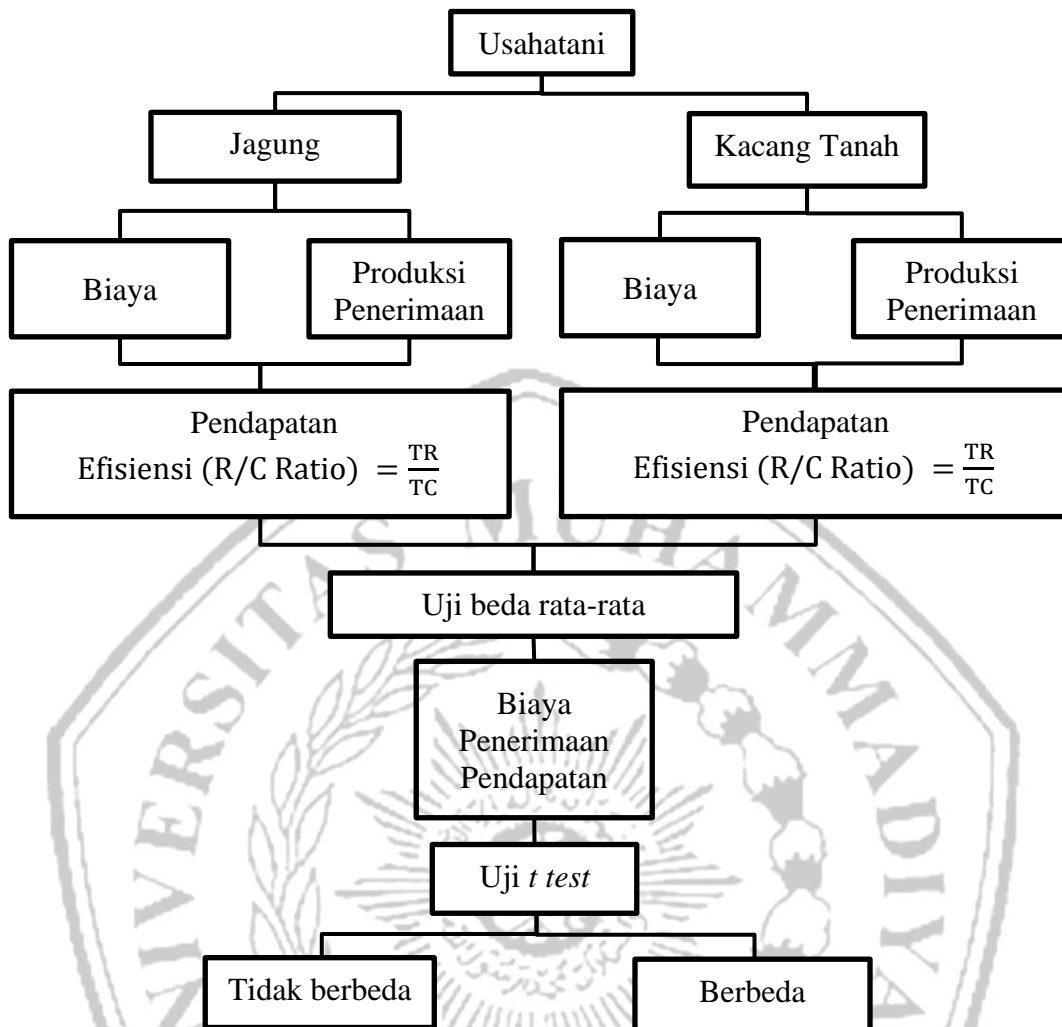 Usahatani
Jagung
Kacang Tanah
Biaya
Produksi
Penerimaan
Biaya
Produksi
Penerimaan
Pendapatan
Efisiensi (R/C Ratio) = TR/TC
Pendapatan
Efisiensi (R/C Ratio) = TR/TC
Uji beda rata-rata
Biaya
Penerimaan
Pendapatan
Uji t test
Tidak berbeda
Berbeda